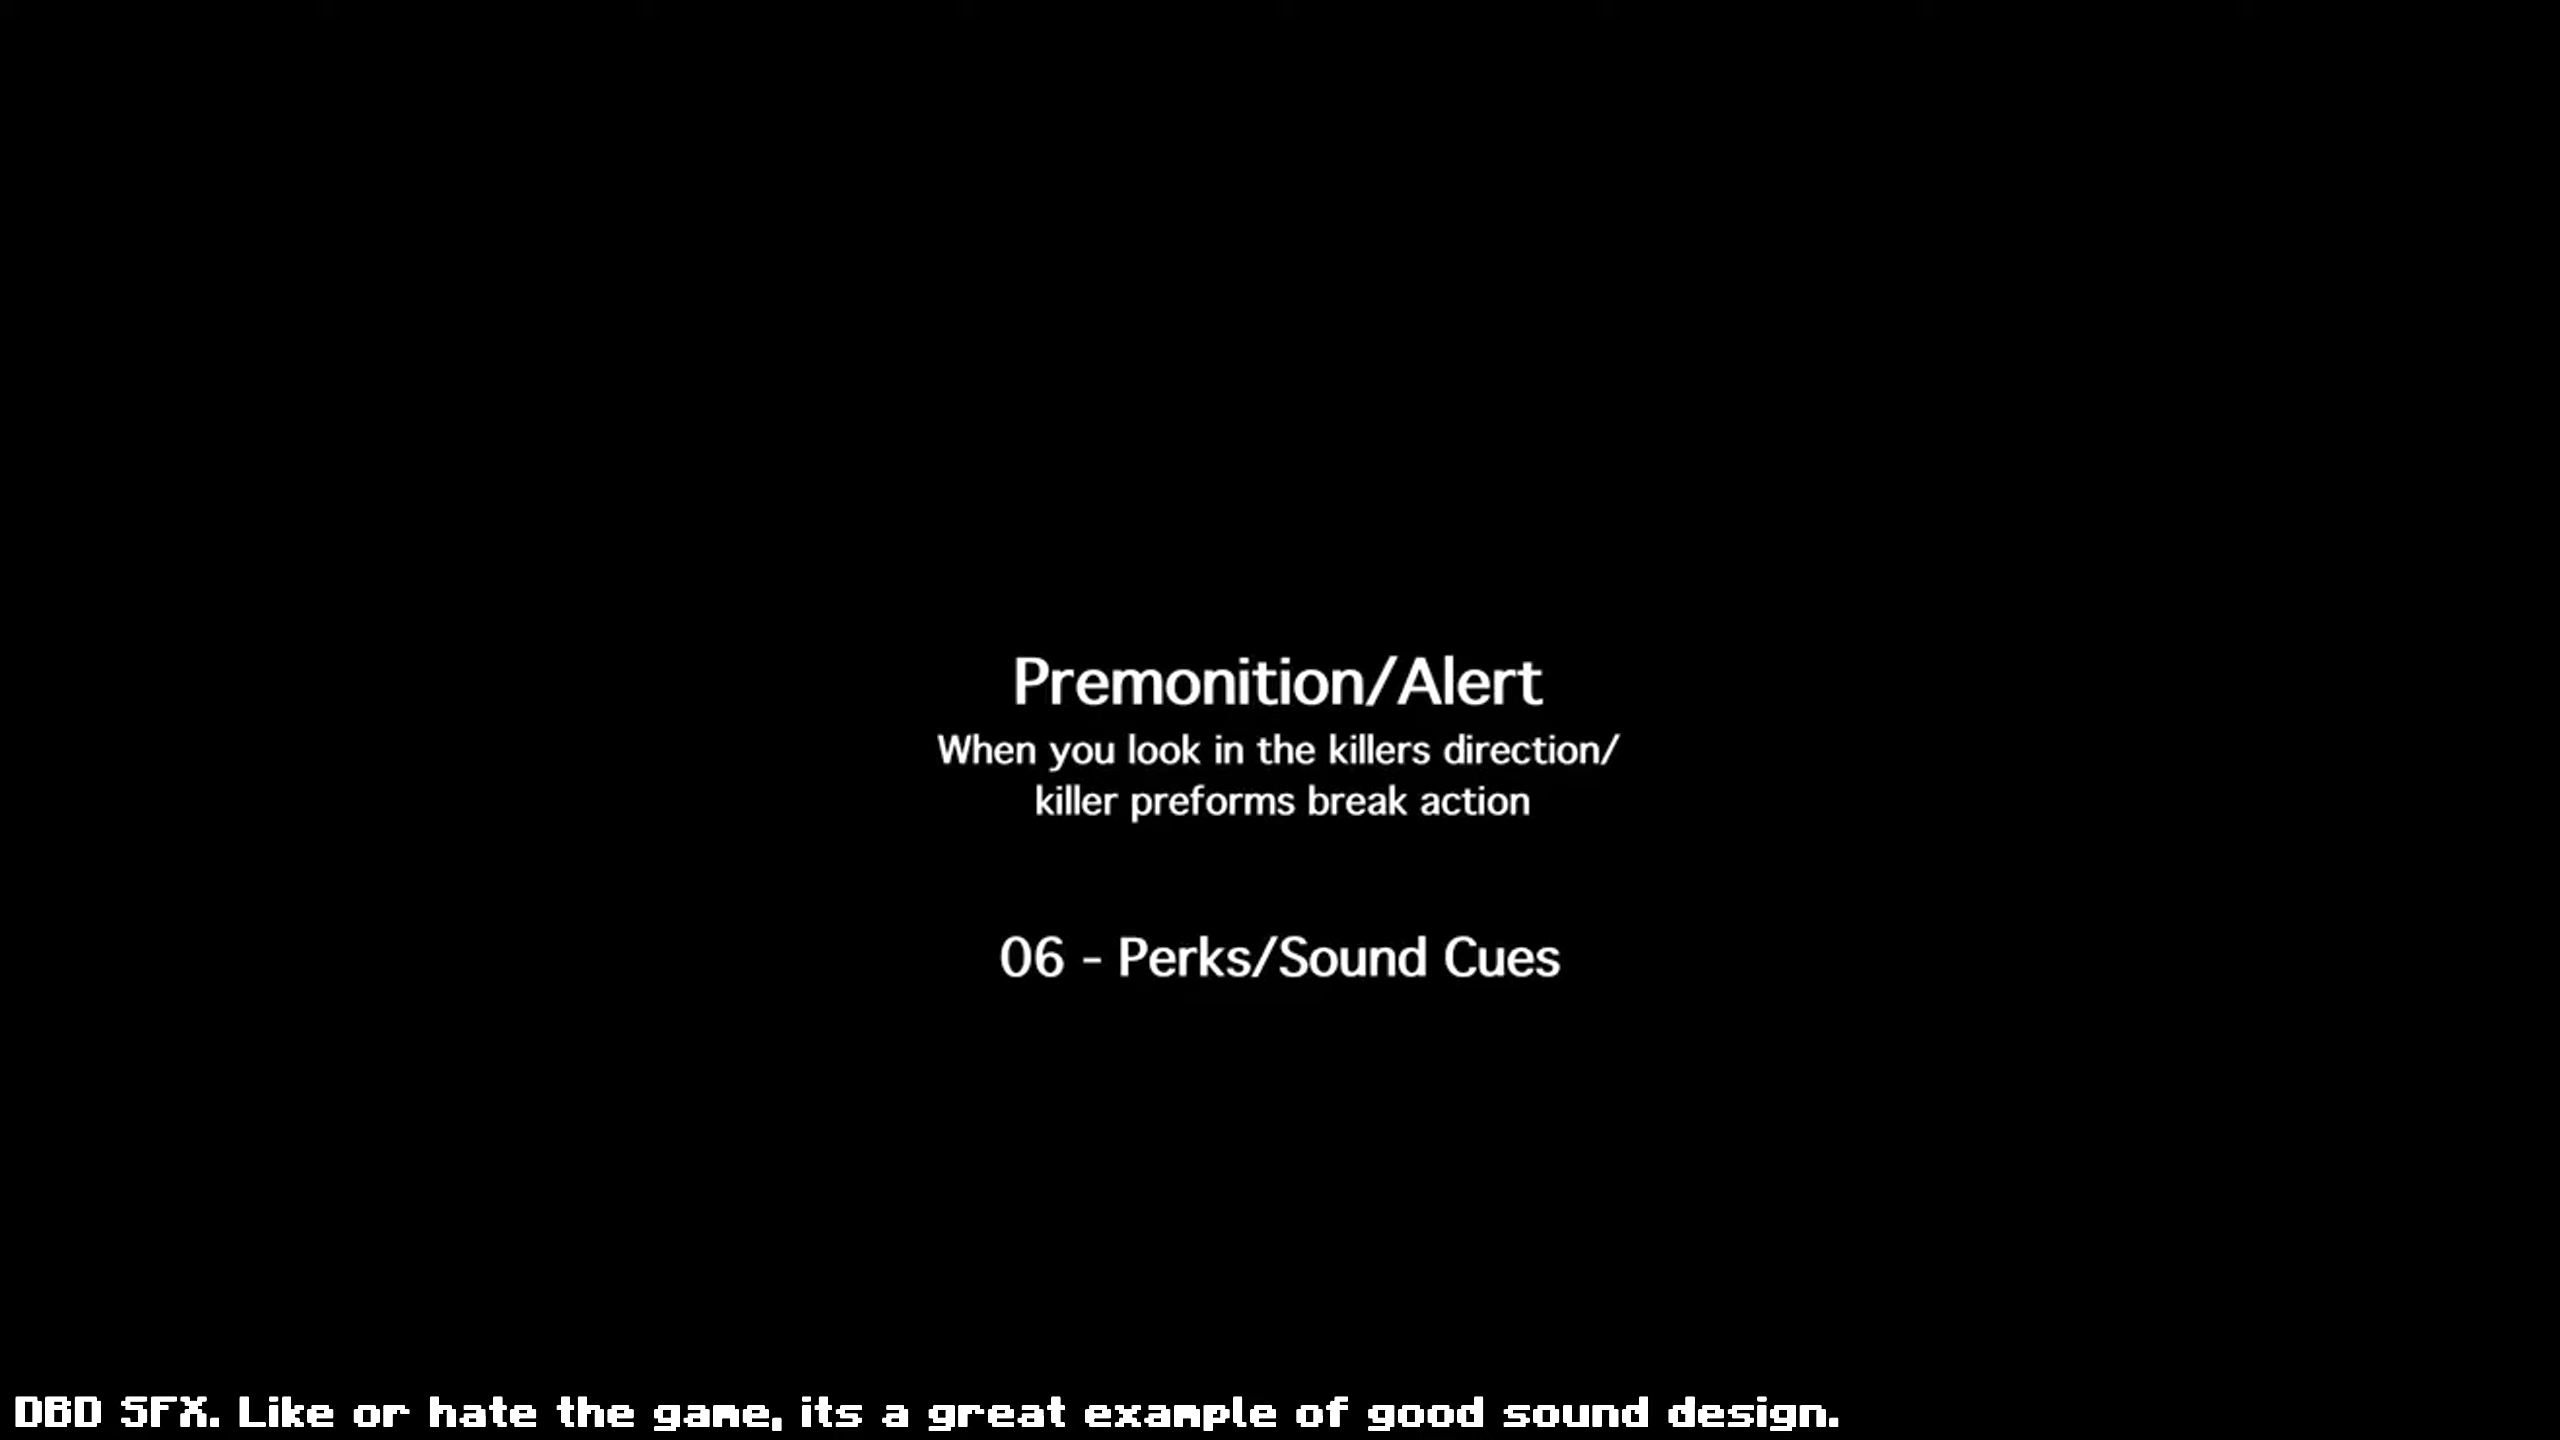 Premonition/Alert
When you look in the killers direction/
killer preforms break action
06 - Perks/Sound Cues
DBD SFX. Like or hate the game, its a great example of good sound design.